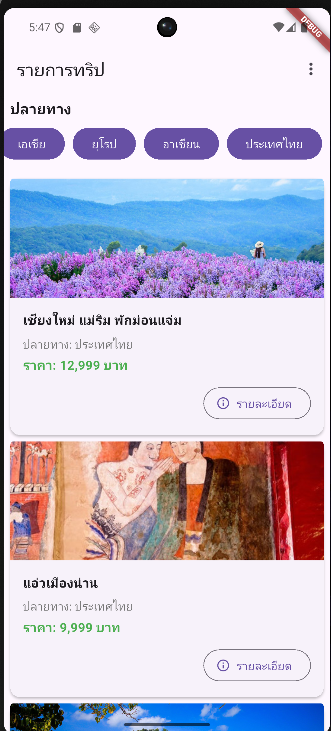 5:47
DEBUG
รายการทริป
ปลายทาง
เอเชีย ยุโรป อาเซียน ประเทศไทย
เชียงใหม่ แม่ริม พักม่อนแจ่ม
ปลายทาง: ประเทศไทย
ราคา: 12,999 บาท
รายละเอียด
แอ่วเมืองน่าน
ปลายทาง: ประเทศไทย
ราคา: 9,999 บาท
รายละเอียด